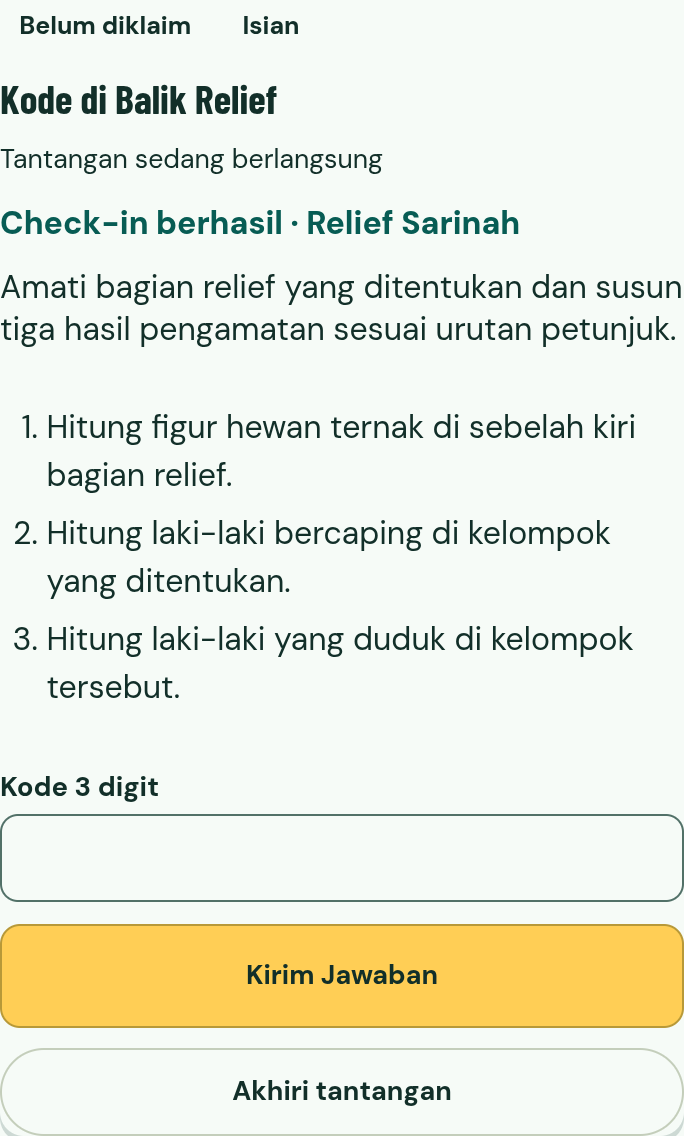 Belum diklaim Isian
Kode di Balik Relief
Tantangan sedang berlangsung
Check-in berhasil · Relief Sarinah
Amati bagian relief yang ditentukan dan susun
tiga hasil pengamatan sesuai urutan petunjuk.
1. Hitung figur hewan ternak di sebelah kiri
bagian relief.
2. Hitung laki-laki bercaping di kelompok
yang ditentukan.
3. Hitung laki-laki yang duduk di kelompok
tersebut.
Kode 3 digit
Kirim Jawaban
Akhiri tantangan